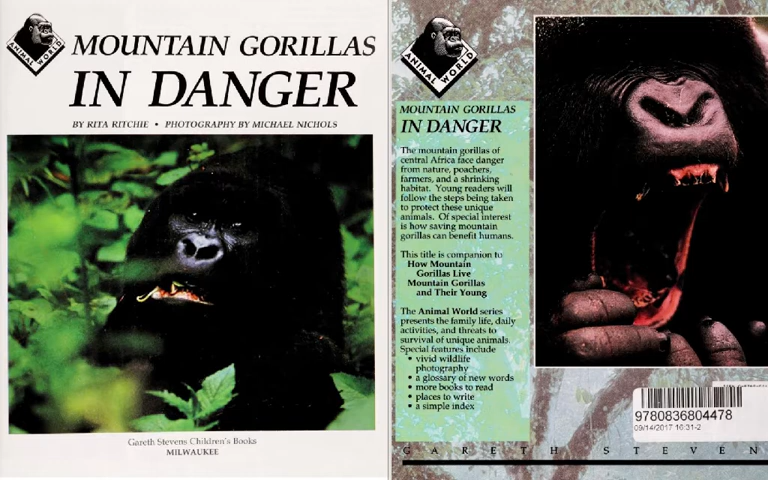 ANIMAL WORLD
MOUNTAIN GORILLAS
IN DANGER
BY RITA RITCHIE • PHOTOGRAPHY BY MICHAEL NICHOLS
Gareth Stevens Children's Books
MILWAUKEE
ANIMAL WORLD
MOUNTAIN GORILLAS
IN DANGER
The mountain gorillas of
central Africa face danger
from nature, poachers,
farmers, and a shrinking
habitat. Young readers will
follow the steps being taken
to protect these unique
animals. Of special interest
is how saving mountain
gorillas can benefit humans.
This title is companion to
How Mountain
Gorillas Live
Mountain Gorillas
and Their Young
The Animal World series
presents the family life, daily
activities, and threats to
survival of unique animals.
Special features include
• vivid wildlife
photography
• a glossary of new words
• more books to read
• places to write
• a simple index
9780836804478
09/14/2017 16:31-2
GARETH STEVEN